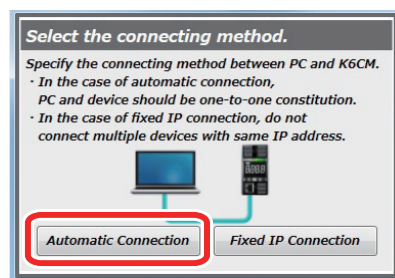 Select the connecting method.
Specify the connecting method between PC and K6CM.
· In the case of automatic connection,
PC and device should be one-to-one constitution.
· In the case of fixed IP connection, do not
connect multiple devices with same IP address.
Automatic Connection
Fixed IP Connection